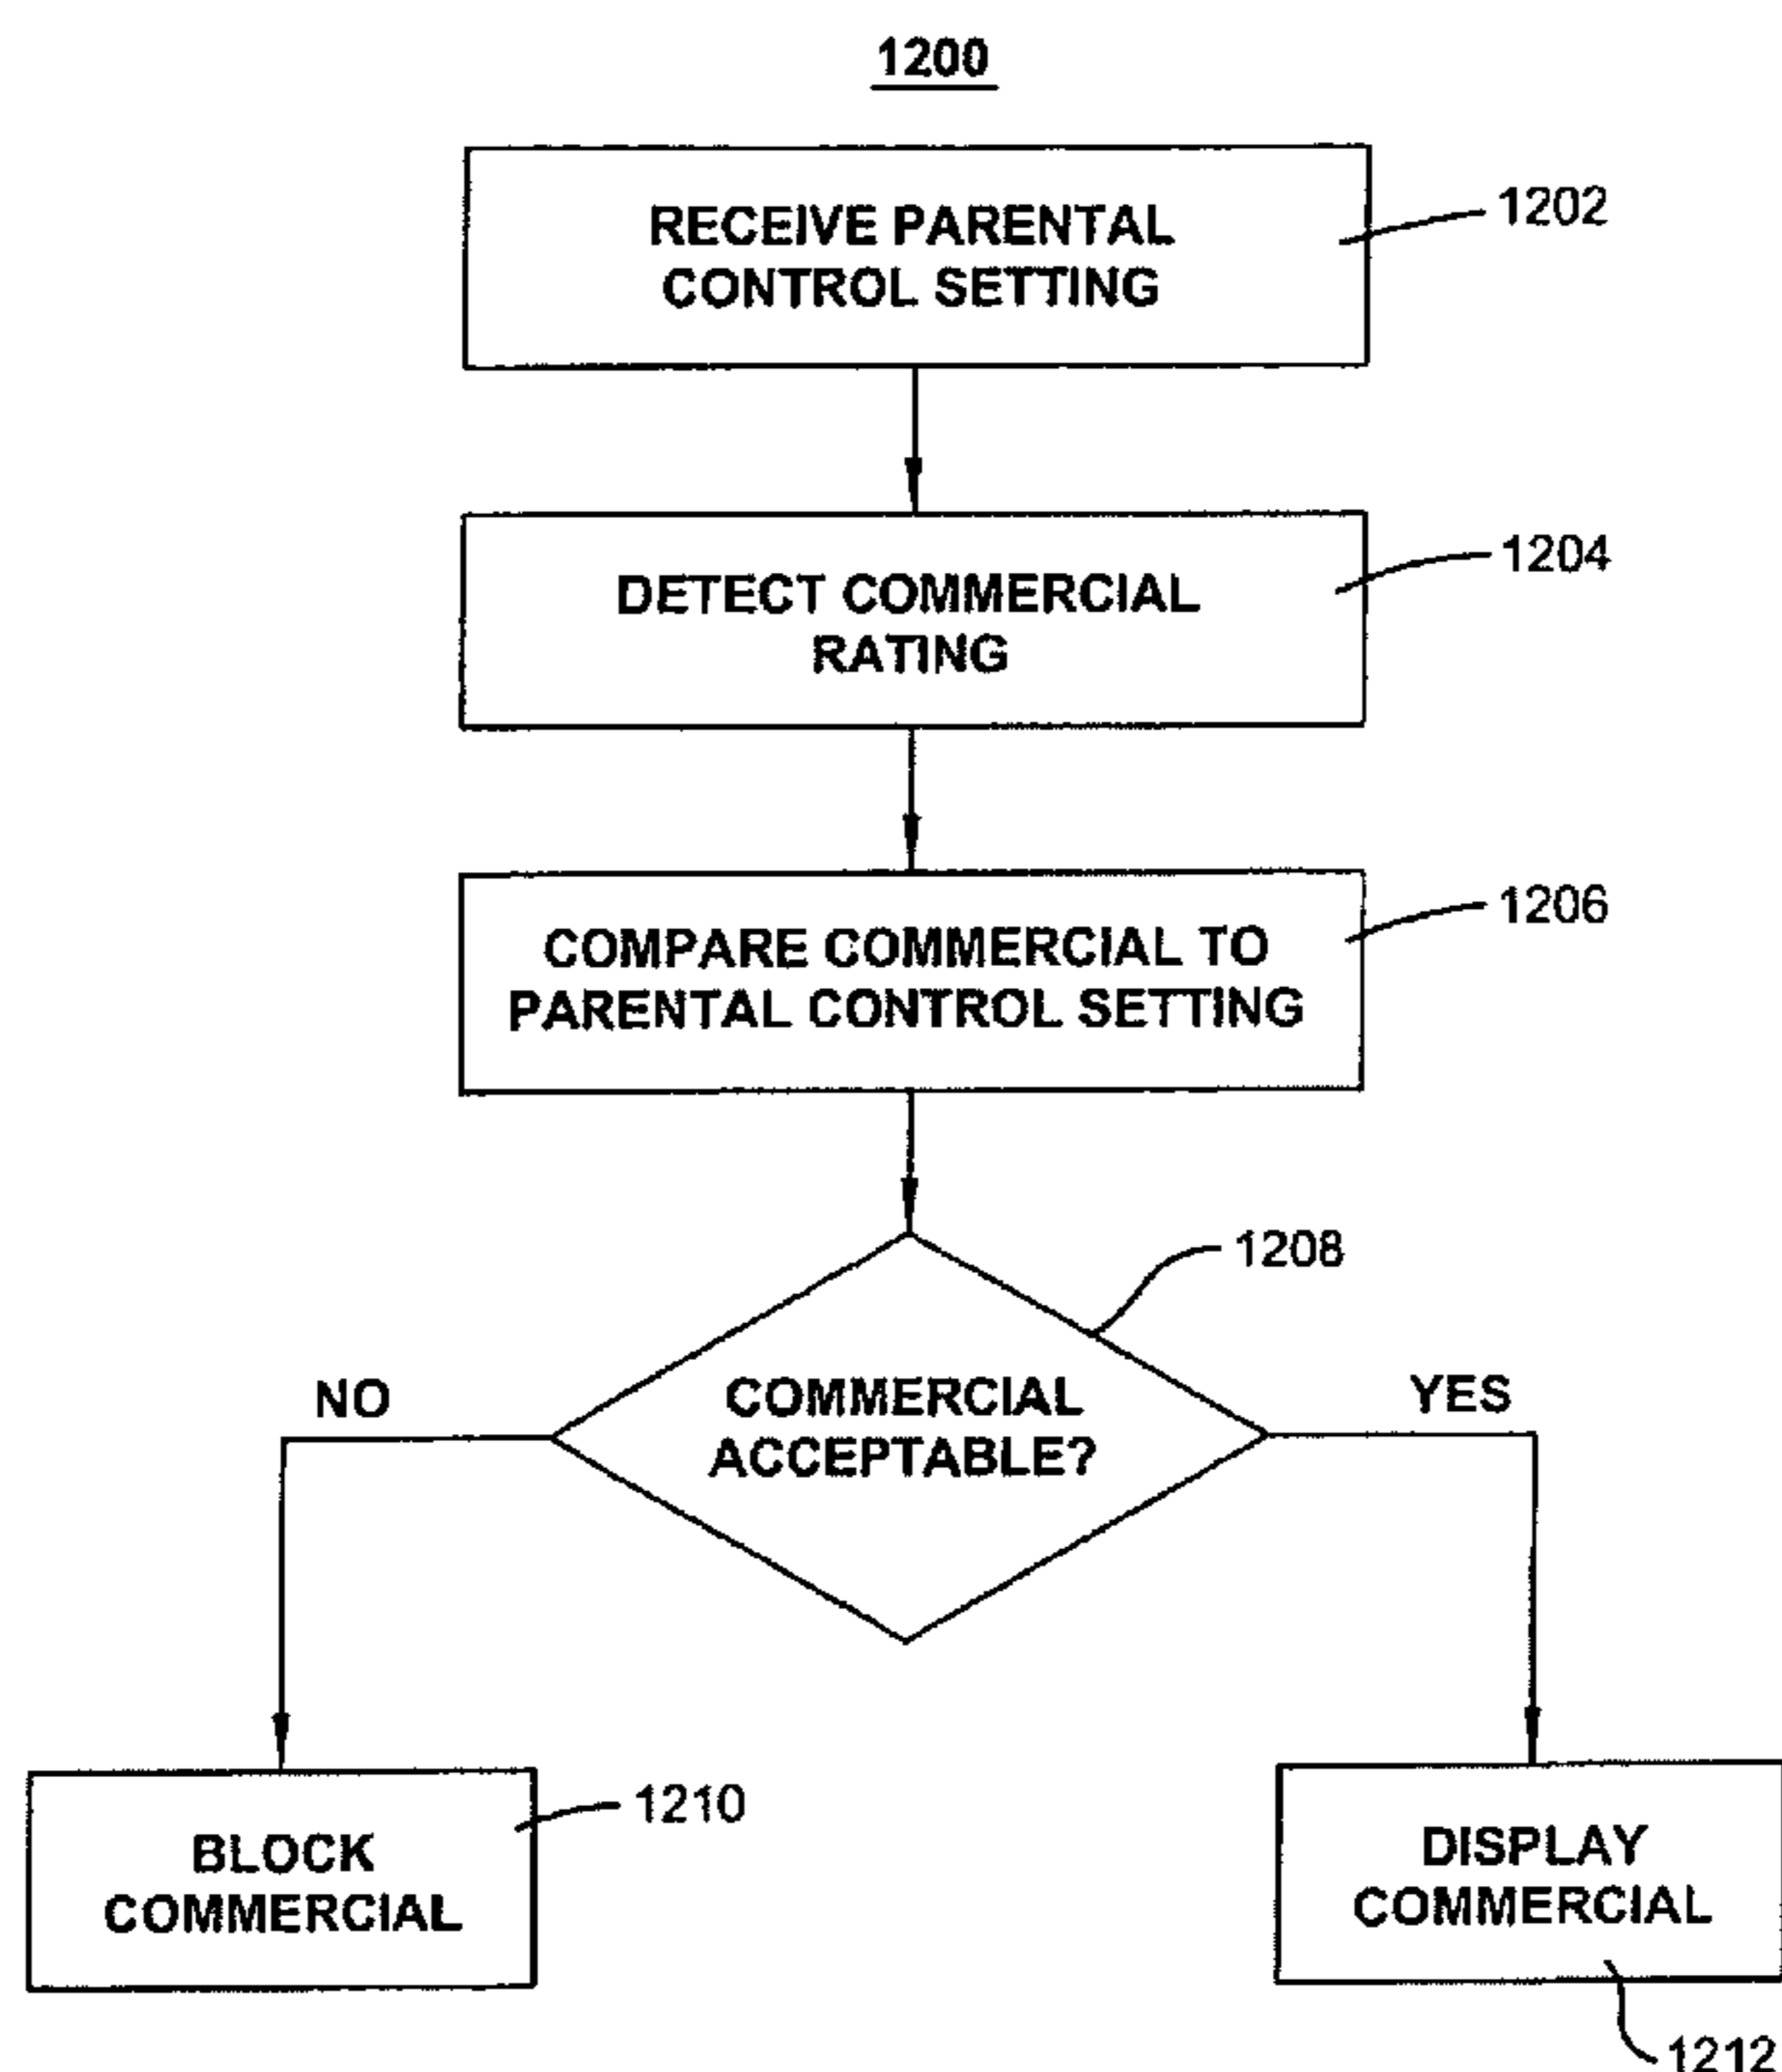 1200
RECEIVE PARENTAL
CONTROL SETTING
1202
DETECT COMMERCIAL
RATING
1204
COMPARE COMMERCIAL TO
PARENTAL CONTROL SETTING
1206
COMMERCIAL
ACCEPTABLE?
1208
NO
YES
BLOCK
COMMERCIAL
1210
DISPLAY
COMMERCIAL
1212